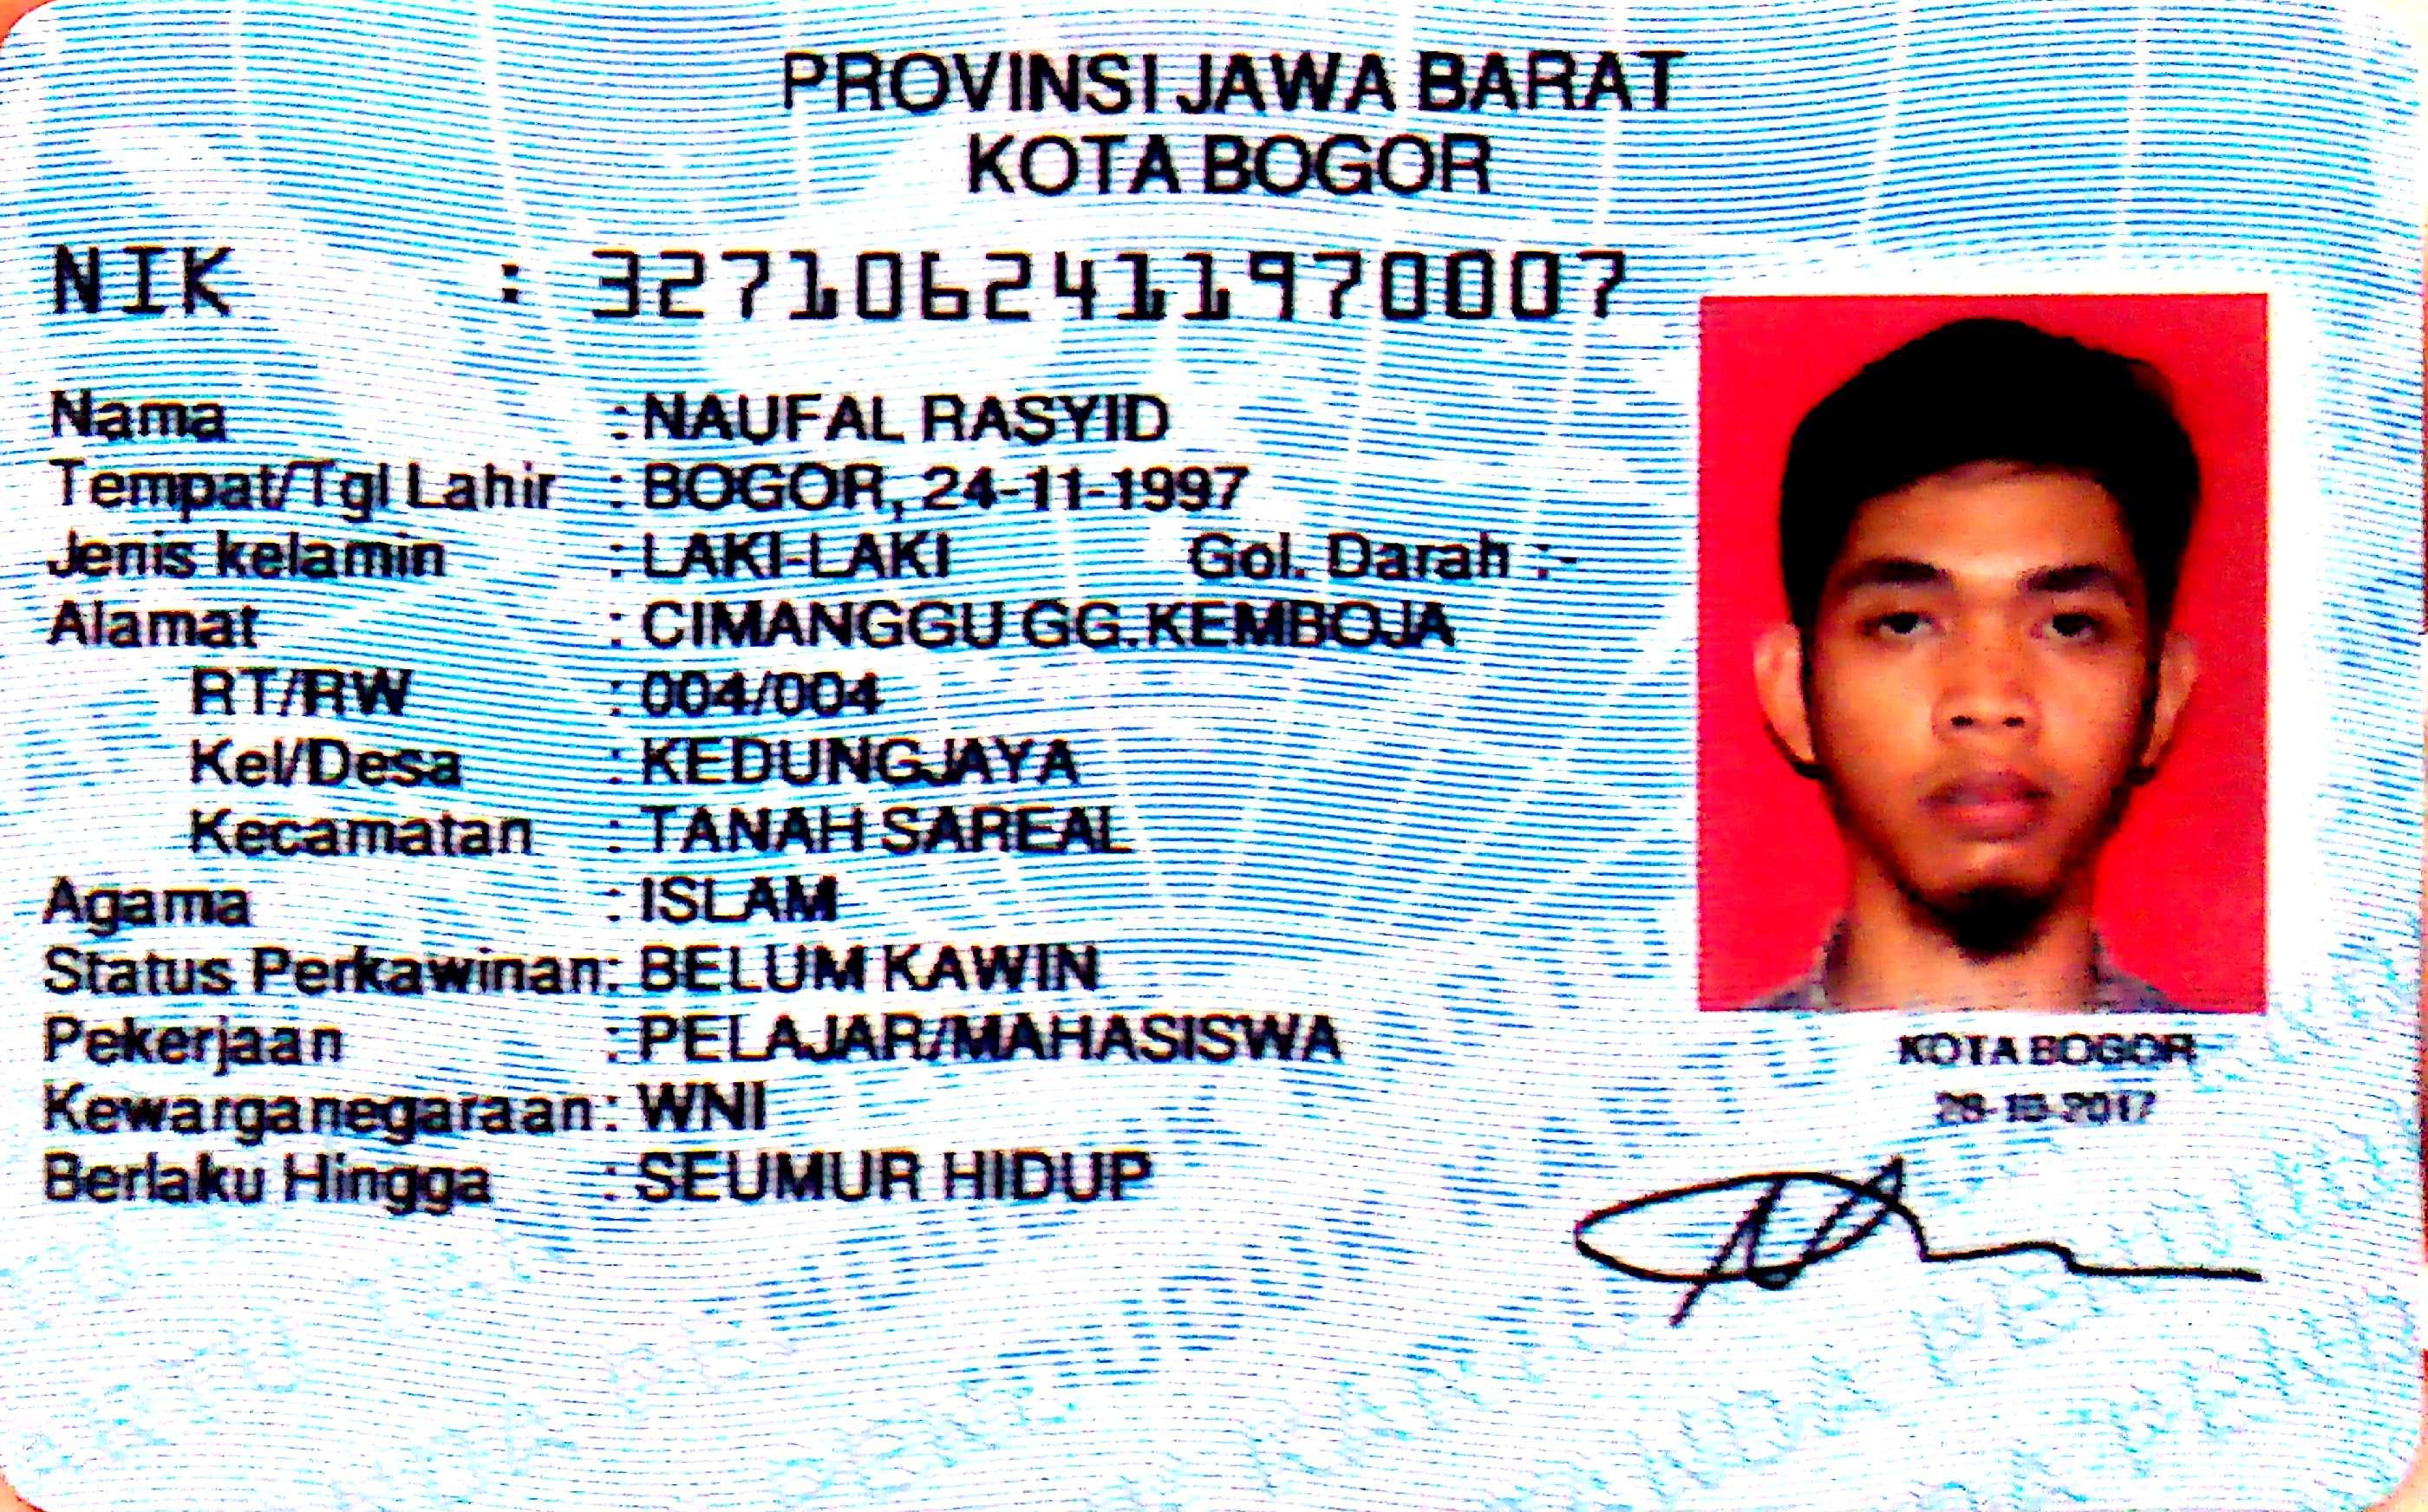 PROVINSI JAWA BARAT
KOTA BOGOR
NIK : 3271062411970007
Nama : NAUFAL RASYID
Tempat/Tgl Lahir : BOGOR, 24-11-1997
Jenis kelamin : LAKI-LAKI Gol. Darah :-
Alamat : CIMANGGU GG.KEMBOJA
RT/RW : 004/004
Kel/Desa : KEDUNGJAYA
Kecamatan : TANAH SAREAL
Agama : ISLAM
Status Perkawinan: BELUM KAWIN
Pekerjaan : PELAJAR/MAHASISWA
Kewarganegaraan: WNI
Berlaku Hingga : SEUMUR HIDUP
KOTA BOGOR